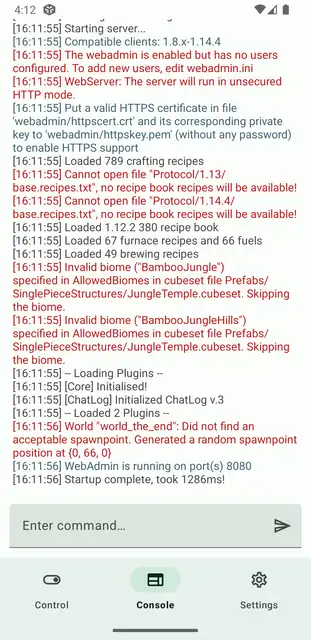 4:12
[16:11:55] Starting server...
[16:11:55] Compatible clients: 1.8.x-1.14.4
[16:11:55] The webadmin is enabled but has no users
configured. To add new users, edit webadmin.ini
[16:11:55] WebServer: The server will run in unsecured
HTTP mode.
[16:11:55] Put a valid HTTPS certificate in file
'webadmin/httpscert.crt' and its corresponding private
key to 'webadmin/httpskey.pem' (without any password)
to enable HTTPS support
[16:11:55] Loaded 789 crafting recipes
[16:11:55] Cannot open file "Protocol/1.13/
base.recipes.txt", no recipe book recipes will be available!
[16:11:55] Cannot open file "Protocol/1.14.4/
base.recipes.txt", no recipe book recipes will be available!
[16:11:55] Loaded 1.12.2 380 recipe book
[16:11:55] Loaded 67 furnace recipes and 66 fuels
[16:11:55] Loaded 49 brewing recipes
[16:11:55] Invalid biome ("BambooJungle")
specified in AllowedBiomes in cubeset file Prefabs/
SinglePieceStructures/JungleTemple.cubeset. Skipping
the biome.
[16:11:55] Invalid biome ("BambooJungleHills")
specified in AllowedBiomes in cubeset file Prefabs/
SinglePieceStructures/JungleTemple.cubeset. Skipping
the biome.
[16:11:55] -- Loading Plugins --
[16:11:55] [Core] Initialised!
[16:11:55] [ChatLog] Initialized ChatLog v.3
[16:11:55] -- Loaded 2 Plugins --
[16:11:56] World "world_the_end": Did not find an
acceptable spawnpoint. Generated a random spawnpoint
position at {0, 66, 0}
[16:11:56] WebAdmin is running on port(s) 8080
[16:11:56] Startup complete, took 1286ms!
Enter command...
Control
Console
Settings